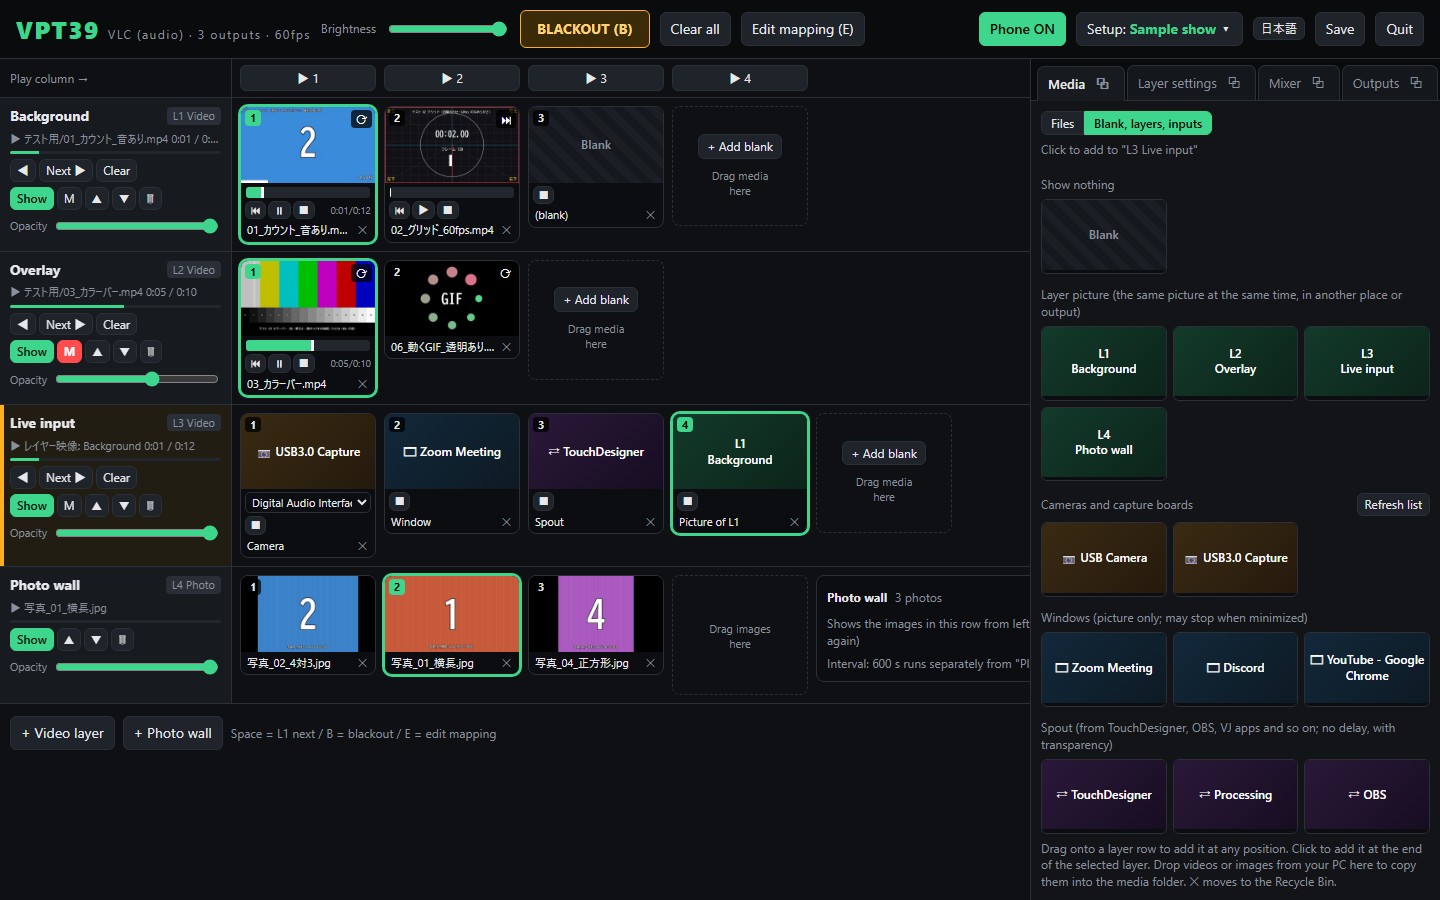 VPT39 VLC (audio) · 3 outputs · 60fps Brightness BLACKOUT (B) Clear all Edit mapping (E) Phone ON Setup: Sample show ▼ 日本語 Save Quit
Play column → ▶ 1 ▶ 2 ▶ 3 ▶ 4
Background L1 Video
▶ テスト用/01_カウント_音あり.mp4 0:01 / 0:...
◀ Next ▶ Clear
Show M ▲ ▼
Opacity
1
2
0:01/0:12
01_カウント_音あり.m...
2
00:02.00
02_グリッド_60fps.mp4
3
Blank
(blank)
+ Add blank
Drag media
here
Overlay L2 Video
▶ テスト用/03_カラーバー.mp4 0:05 / 0:10
◀ Next ▶ Clear
Show M ▲ ▼
Opacity
1
0:05/0:10
03_カラーバー.mp4
2
GIF
06_動くGIF_透明あり....
+ Add blank
Drag media
here
Live input L3 Video
▶ レイヤー映像: Background 0:01 / 0:12
◀ Next ▶ Clear
Show M ▲ ▼
Opacity
1
USB3.0 Capture
Digital Audio Interfac
Camera
2
Zoom Meeting
Window
3
⇄ TouchDesigner
Spout
4
L1
Background
Picture of L1
+ Add blank
Drag media
here
Photo wall L4 Photo
▶ 写真_01_横長.jpg
Show ▲ ▼
Opacity
1
2
写真_02_4対3.jpg
2
1
写真_01_横長.jpg
3
4
写真_04_正方形.jpg
Drag images
here
Photo wall 3 photos
Shows the images in this row from left
again)
Interval: 600 s runs separately from "Pl
+ Video layer + Photo wall Space = L1 next / B = blackout / E = edit mapping
Media Layer settings Mixer Outputs
Files Blank, layers, inputs
Click to add to "L3 Live input"
Show nothing
Blank
Layer picture (the same picture at the same time, in another place or
output)
L1
Background
L2
Overlay
L3
Live input
L4
Photo wall
Cameras and capture boards Refresh list
USB Camera
USB3.0 Capture
Windows (picture only; may stop when minimized)
Zoom Meeting
Discord
YouTube - Google
Chrome
Spout (from TouchDesigner, OBS, VJ apps and so on; no delay, with
transparency)
⇄ TouchDesigner
⇄ Processing
⇄ OBS
Drag onto a layer row to add it at any position. Click to add it at the end
of the selected layer. Drop videos or images from your PC here to copy
them into the media folder. ✕ moves to the Recycle Bin.